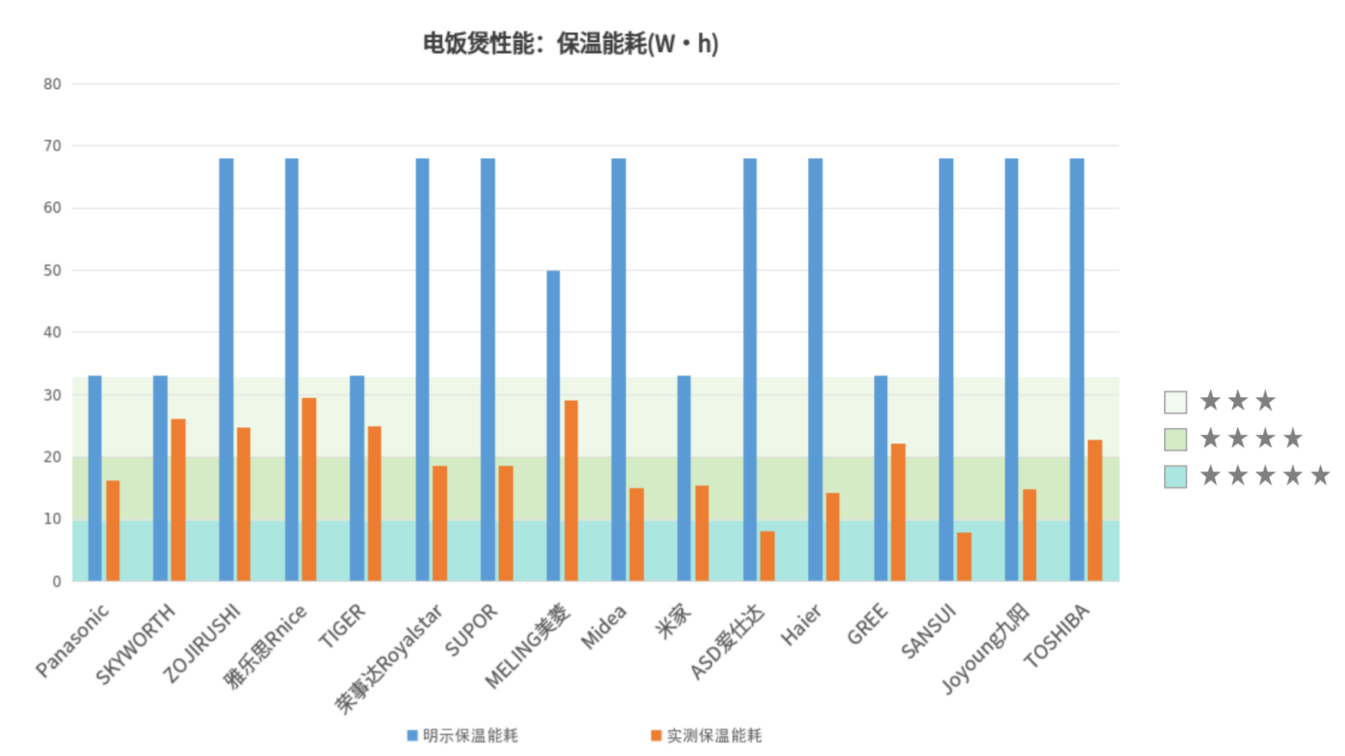 电饭煲性能：保温能耗(W·h)
80
70
60
50
40
30
20
10
0
★★★
★★★★
★★★★★
Panasonic
SKYWORTH
ZOJIRUSHI
雅乐思Rnice
TIGER
荣事达Royalstar
SUPOR
MELING美菱
Midea
米家
ASD爱仕达
Haier
GREE
SANSUI
Joyoung九阳
TOSHIBA
明示保温能耗 实测保温能耗